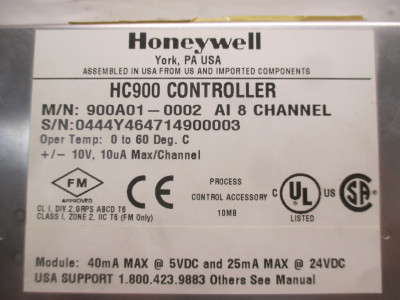 Honeywell
York, PA USA
ASSEMBLED IN USA FROM US AND IMPORTED COMPONENTS
HC900 CONTROLLER
M/N: 900A01-0002 AI 8 CHANNEL
S/N:0444Y464714900003
Oper Temp: 0 to 60 Deg. C
+/- 10V, 10uA Max/Channel
FM
APPROVED
CL I, DIV.2, GRPS ABCD T6
CLASS I, ZONE 2, IIC T6 (FM Only)
CE
PROCESS
CONTROL ACCESSORY
10MB
C UL US
LISTED
SA
Module: 40mA MAX @ 5VDC and 25mA MAX @ 24VDC
USA SUPPORT 1.800.423.9883 Others See Manual